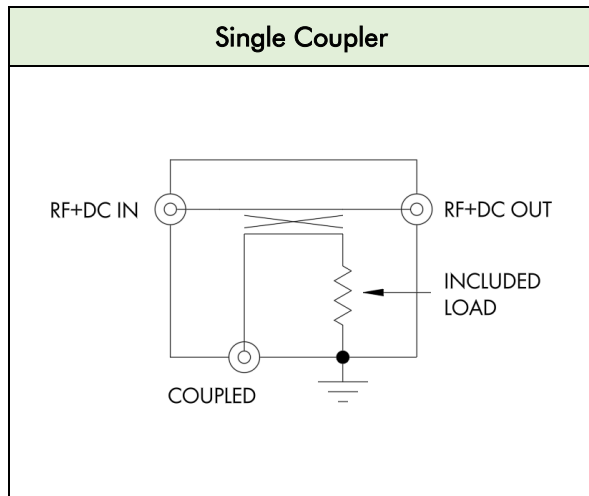 Single Coupler
RF+DC IN
RF+DC OUT
INCLUDED
LOAD
COUPLED